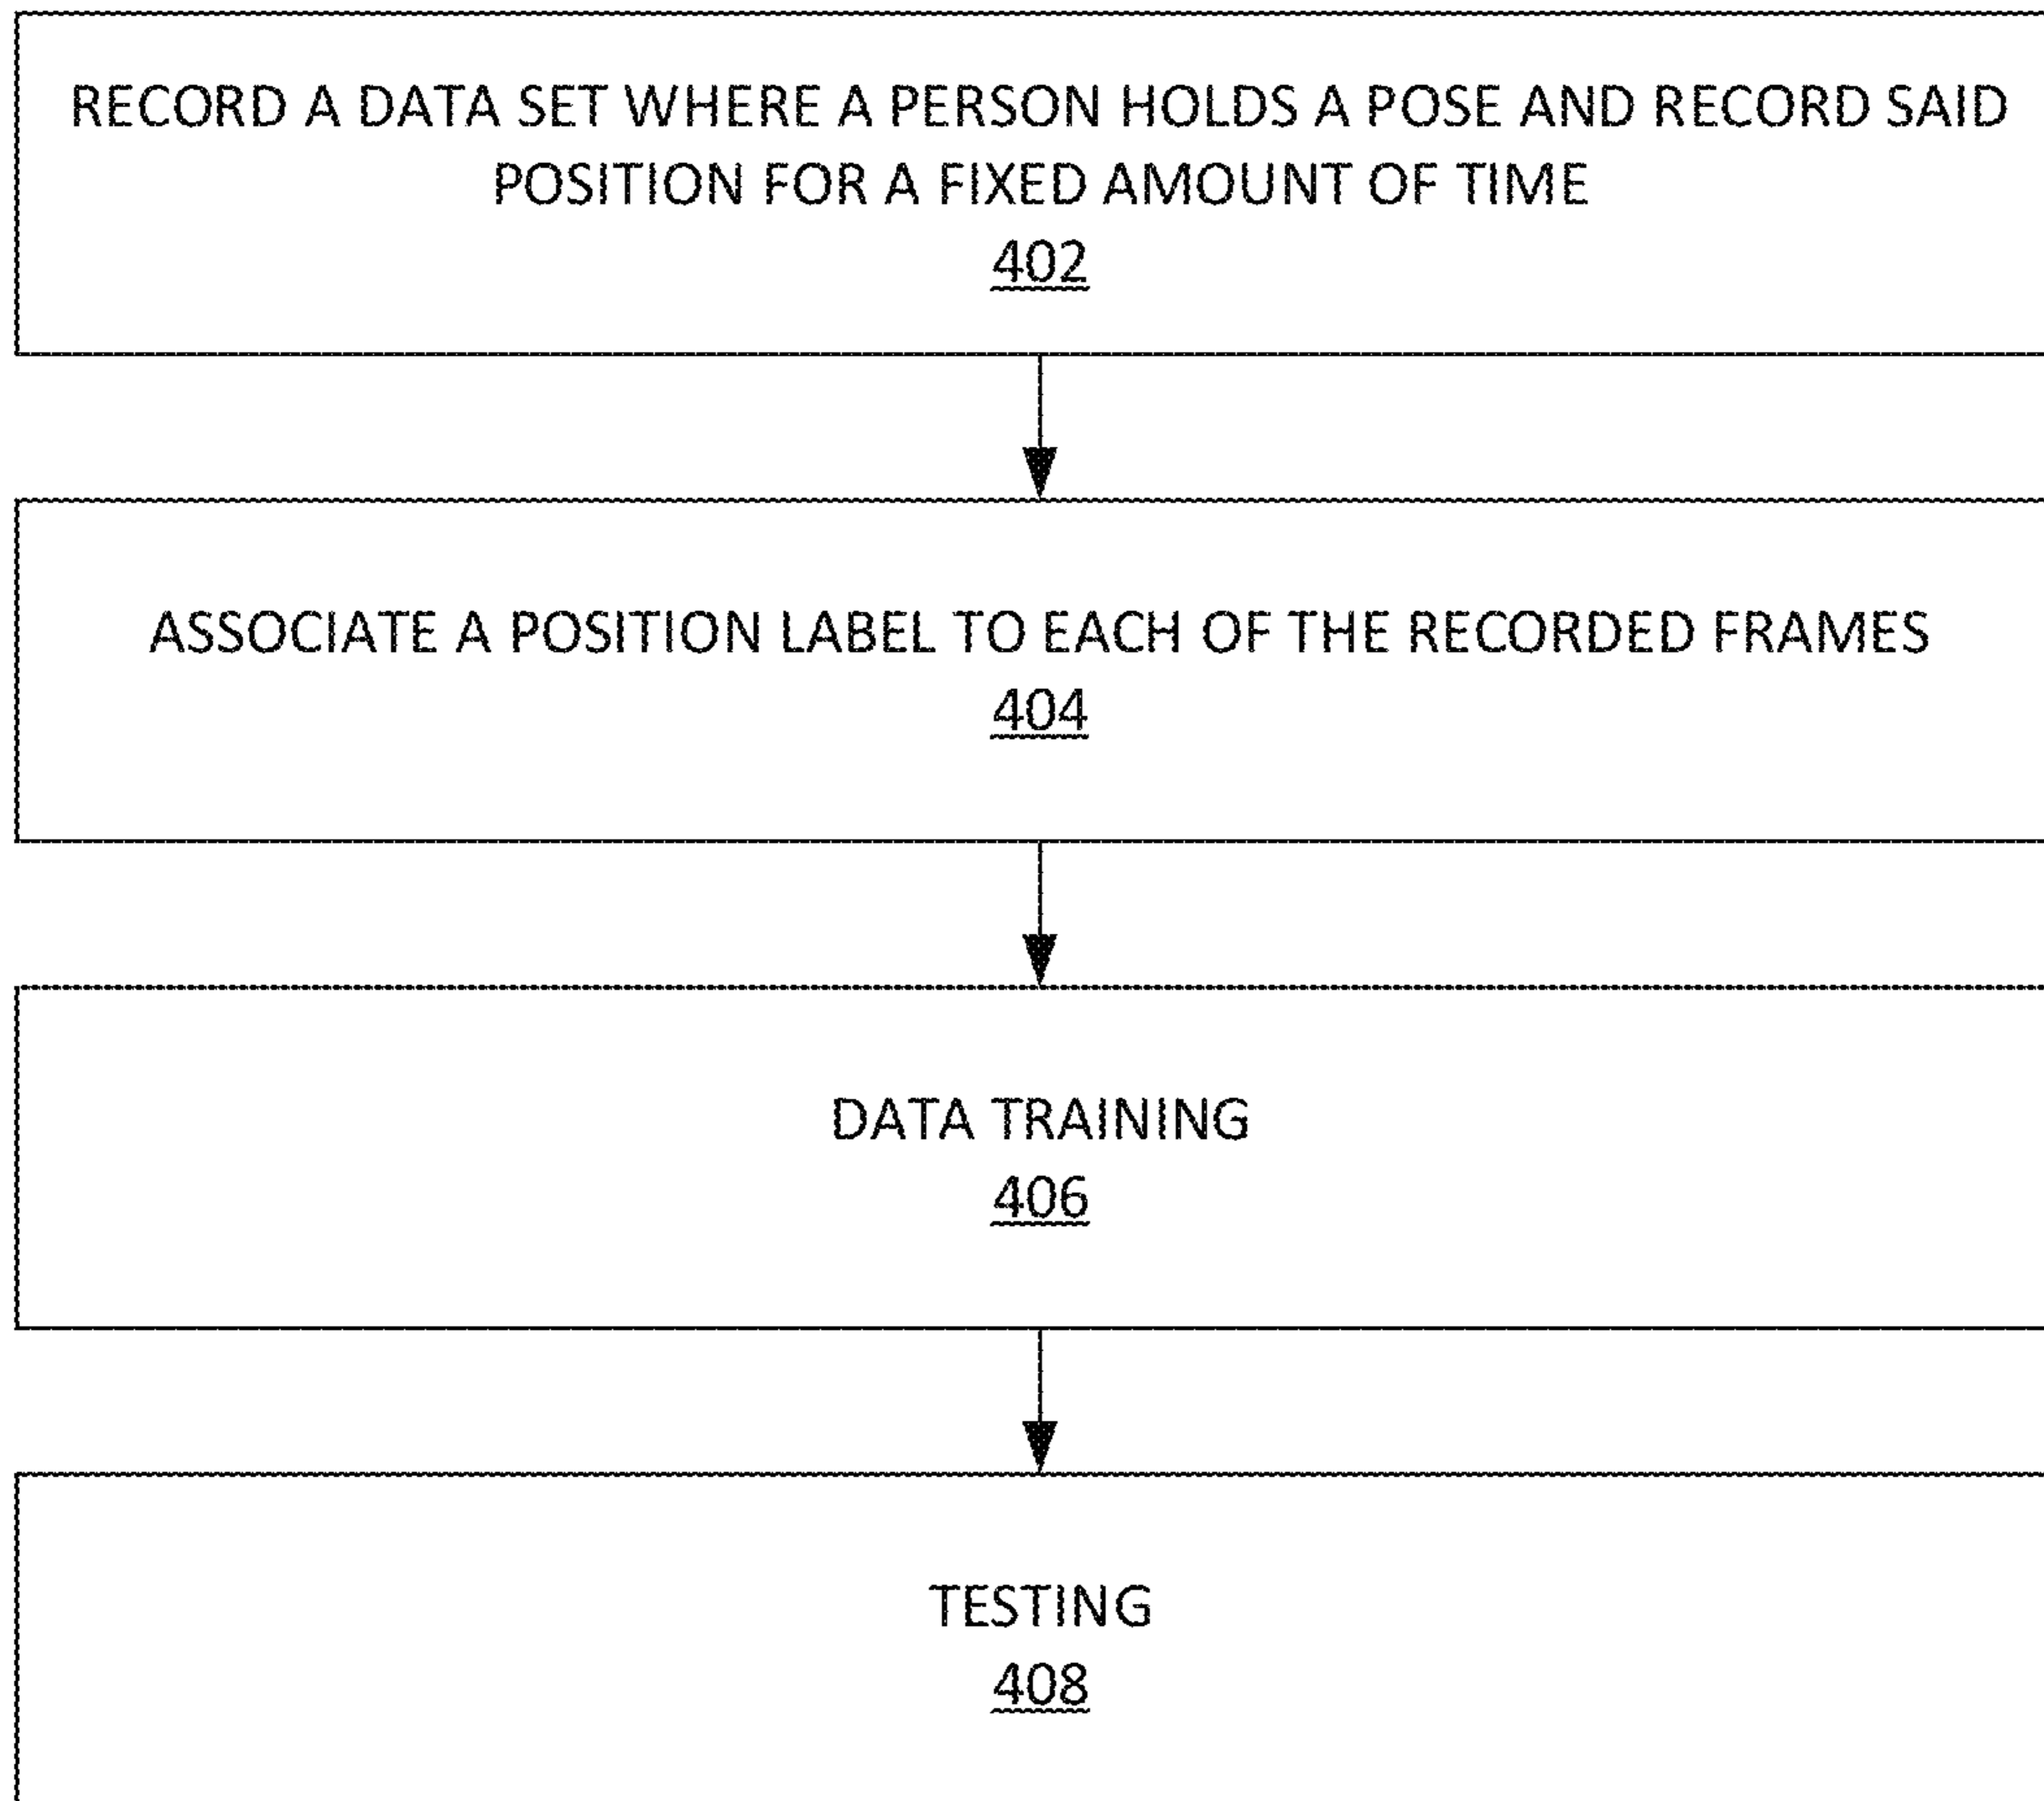 RECORD A DATA SET WHERE A PERSON HOLDS A POSE AND RECORD SAID
POSITION FOR A FIXED AMOUNT OF TIME
402
ASSOCIATE A POSITION LABEL TO EACH OF THE RECORDED FRAMES
404
DATA TRAINING
406
TESTING
408